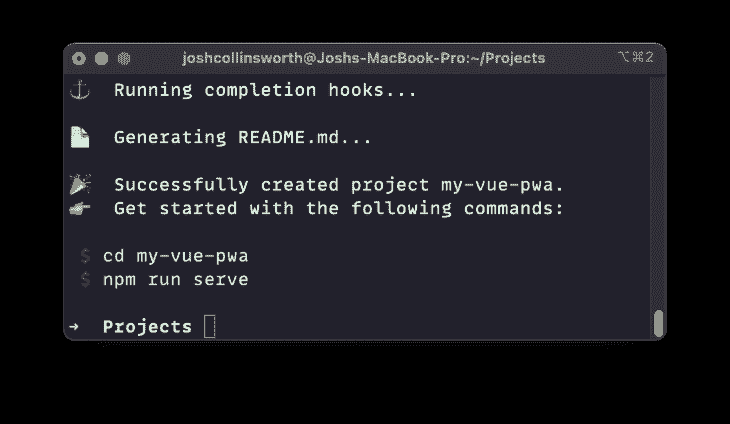 joshcollinsworth@Joshs-MacBook-Pro:~/Projects ⌥⌘2
⚓ Running completion hooks...
📄 Generating README.md...
🎉 Successfully created project my-vue-pwa.
👉 Get started with the following commands:
$ cd my-vue-pwa
$ npm run serve
→ Projects